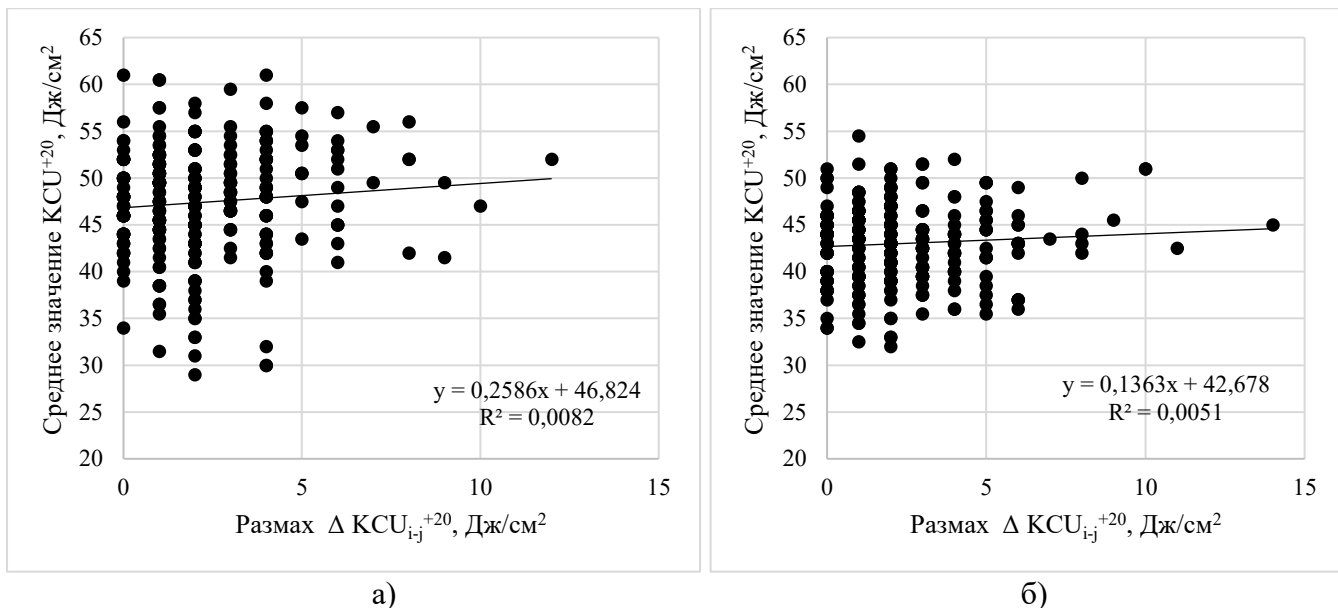 65
60
55
50
45
40
35
30
25
20
0
5
10
15
Среднее значение KCU⁺²⁰, Дж/см²
y = 0,2586x + 46,824
R² = 0,0082
Размах Δ KCUᵢ₋ⱼ⁺²⁰, Дж/см²
а)
65
60
55
50
45
40
35
30
25
20
0
5
10
15
Среднее значение KCU⁺²⁰, Дж/см²
y = 0,1363x + 42,678
R² = 0,0051
Размах Δ KCUᵢ₋ⱼ⁺²⁰, Дж/см²
б)